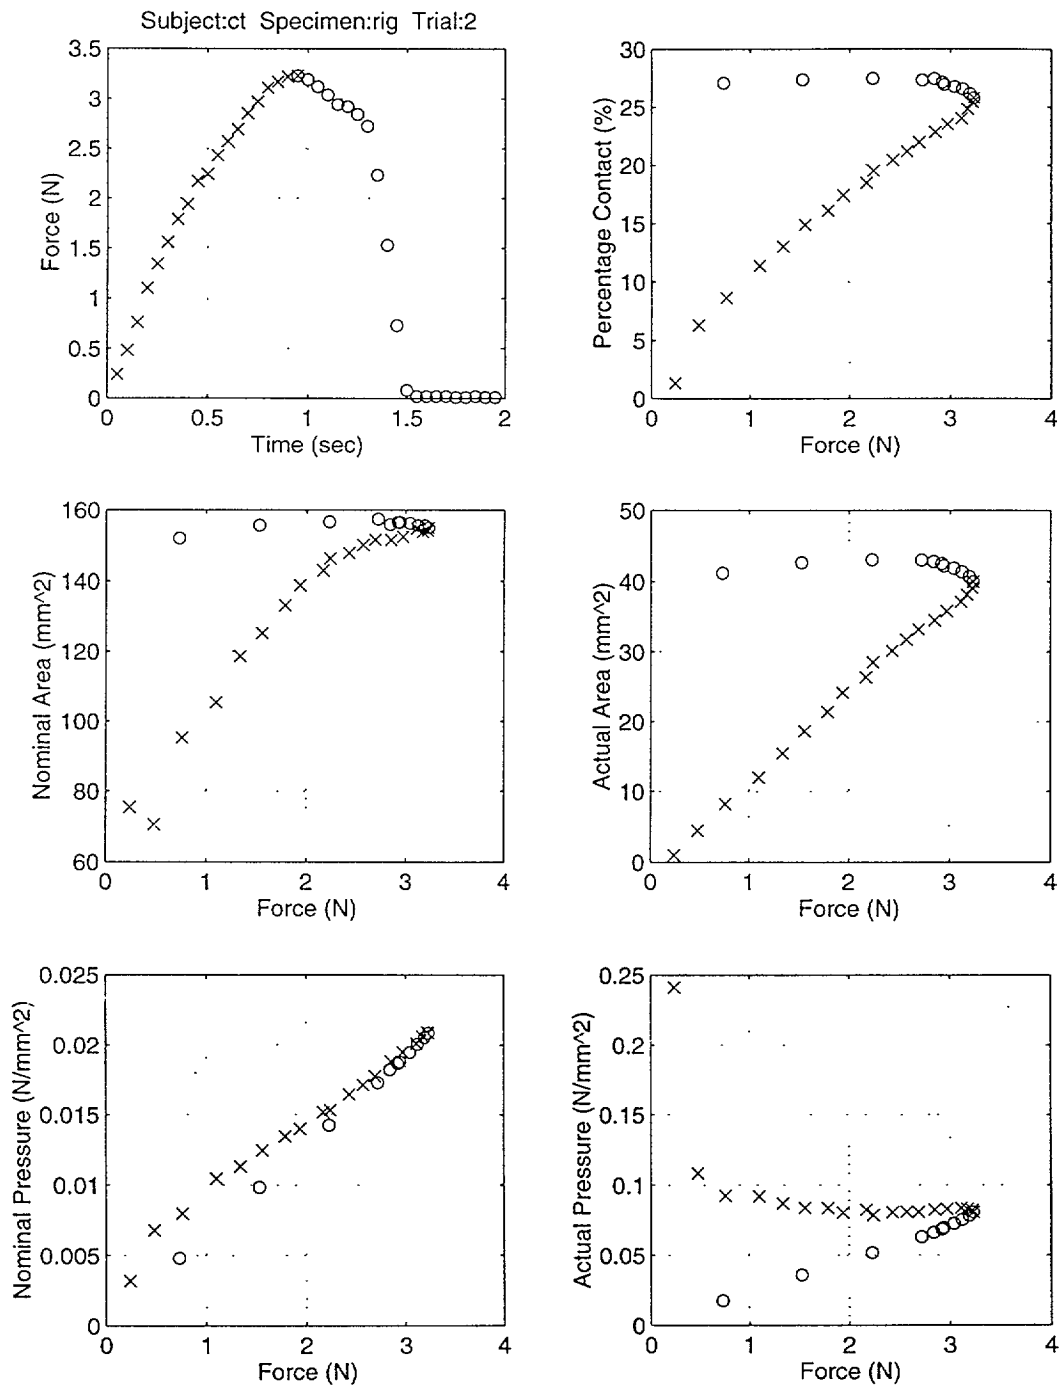 Subject:ct Specimen:rig Trial:2
3.5
3
2.5
2
1.5
1
0.5
0
Force (N)
0 0.5 1 1.5 2
Time (sec)
30
25
20
15
10
5
0
Percentage Contact (%)
0 1 2 3 4
Force (N)
160
140
120
100
80
60
Nominal Area (mm^2)
0 1 2 3 4
Force (N)
50
40
30
20
10
0
Actual Area (mm^2)
0 1 2 3 4
Force (N)
0.025
0.02
0.015
0.01
0.005
0
Nominal Pressure (N/mm^2)
0 1 2 3 4
Force (N)
0.25
0.2
0.15
0.1
0.05
0
Actual Pressure (N/mm^2)
0 1 2 3 4
Force (N)